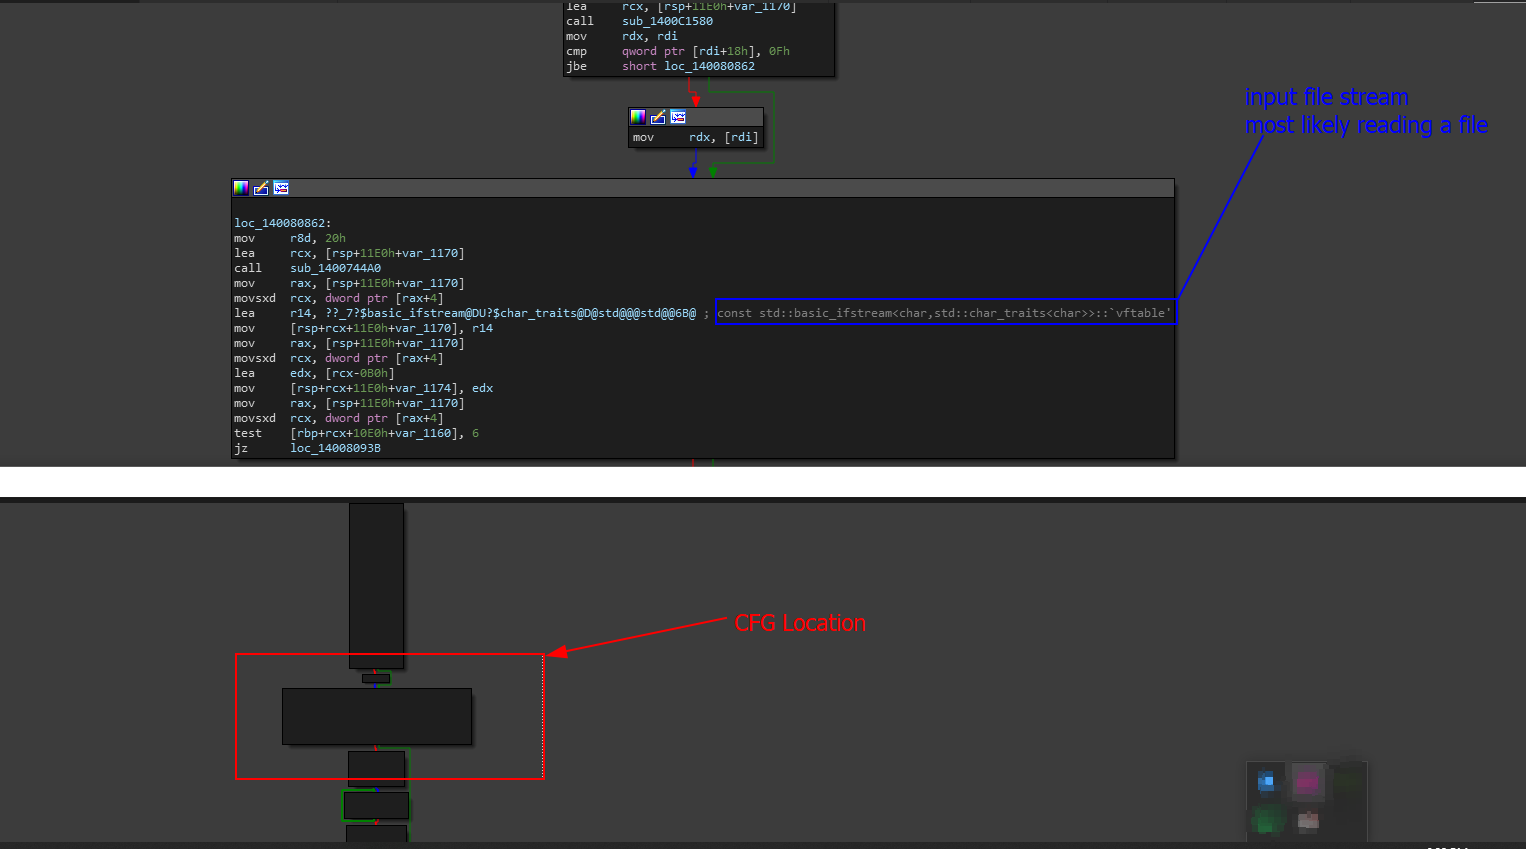 lea rcx, [rsp+11E0h+var_1170]
call sub_1400C1580
mov rdx, rdi
cmp qword ptr [rdi+18h], 0Fh
jbe short loc_140080862
input file stream
most likely reading a file
mov rdx, [rdi]
loc_140080862:
mov r8d, 20h
lea rcx, [rsp+11E0h+var_1170]
call sub_1400744A0
mov rax, [rsp+11E0h+var_1170]
movsxd rcx, dword ptr [rax+4]
lea r14, ??_7?$basic_ifstream@DU?$char_traits@D@std@@@std@@6B@ ; const std::basic_ifstream<char,std::char_traits<char>>::`vftable'
mov [rsp+rcx+11E0h+var_1170], r14
mov rax, [rsp+11E0h+var_1170]
movsxd rcx, dword ptr [rax+4]
lea edx, [rcx-0B0h]
mov [rsp+rcx+11E0h+var_1174], edx
mov rax, [rsp+11E0h+var_1170]
movsxd rcx, dword ptr [rax+4]
test [rbp+rcx+10E0h+var_1160], 6
jz loc_14008093B
CFG Location